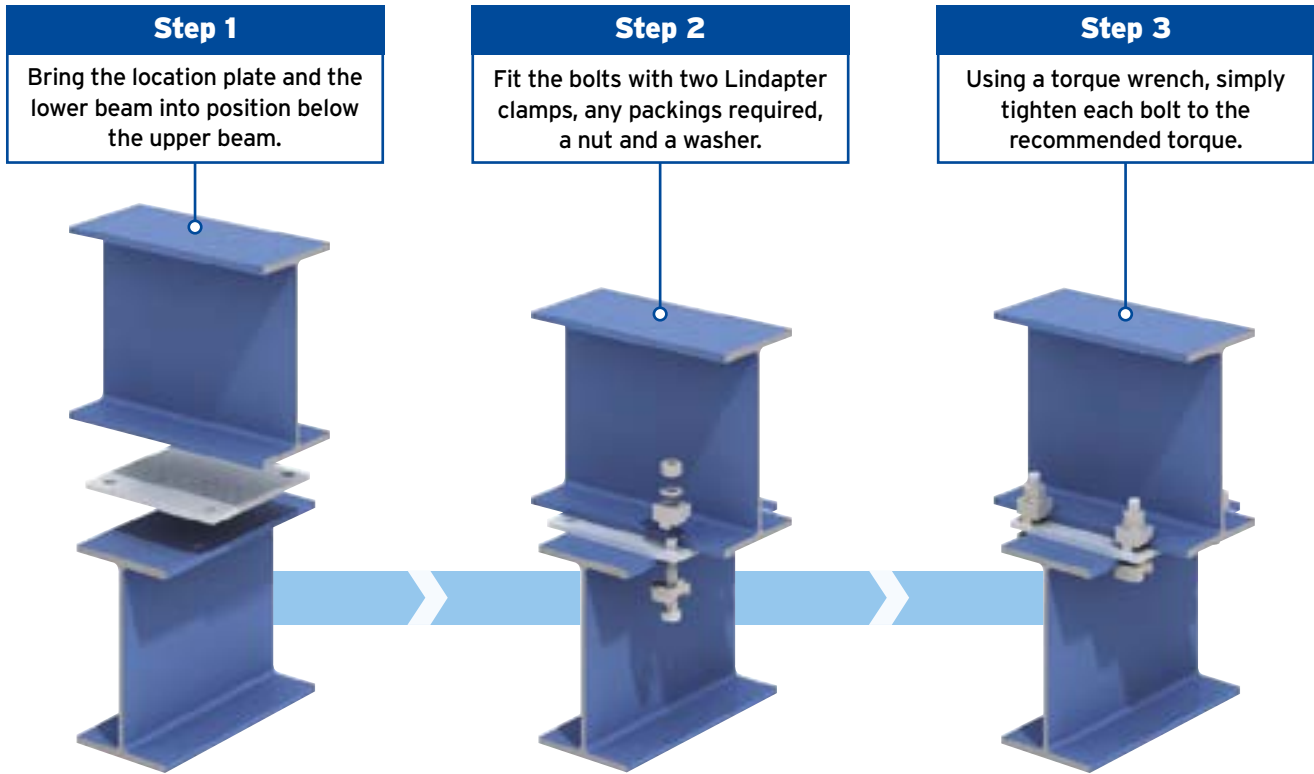 Step 1
Bring the location plate and the
lower beam into position below
the upper beam.
Step 2
Fit the bolts with two Lindapter
clamps, any packings required,
a nut and a washer.
Step 3
Using a torque wrench, simply
tighten each bolt to the
recommended torque.